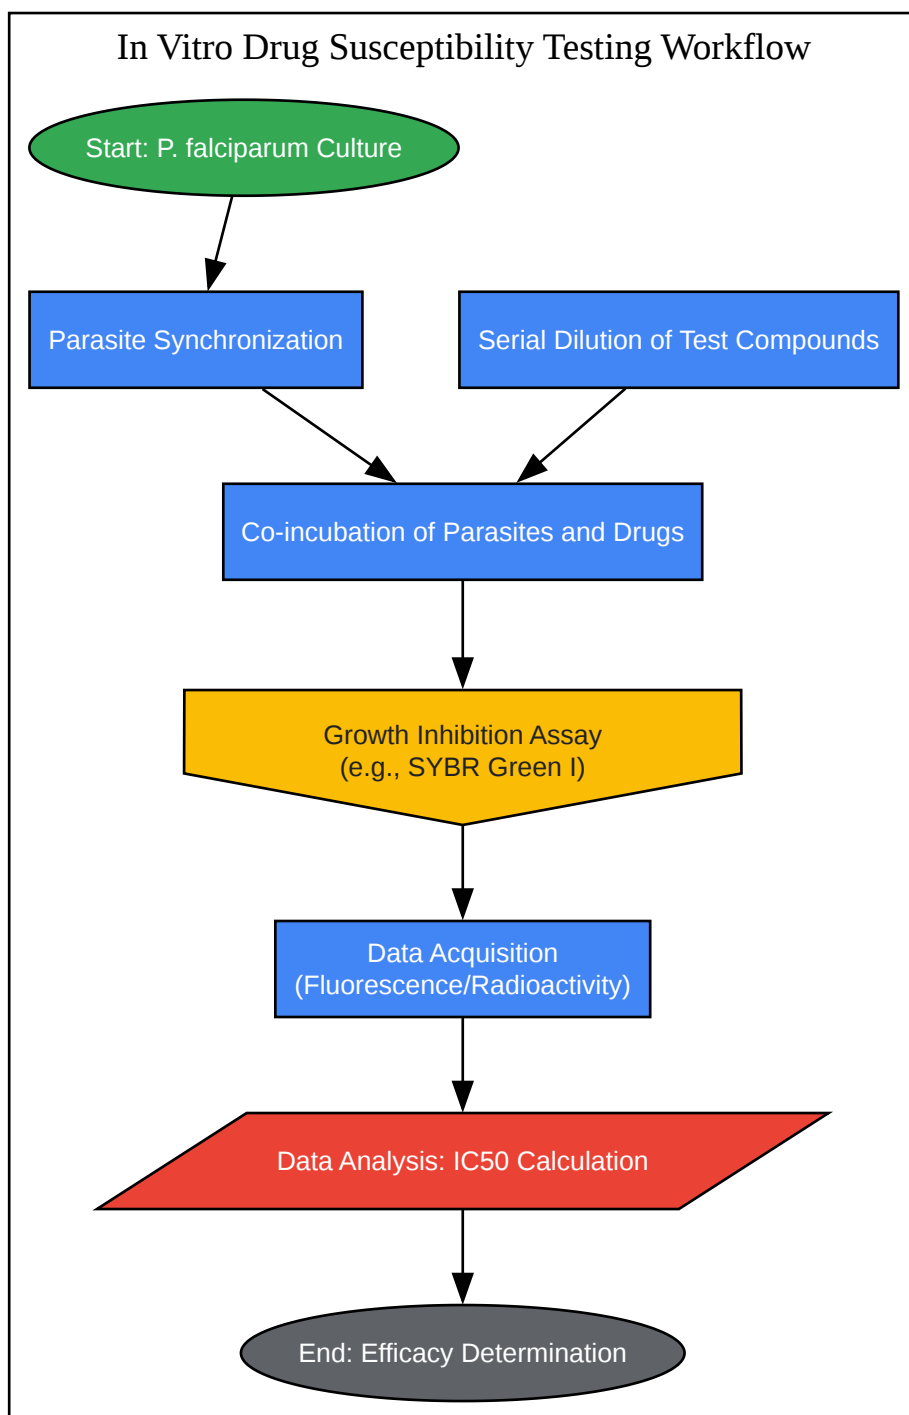 In Vitro Drug Susceptibility Testing Workflow
Start: P. falciparum Culture
Parasite Synchronization
Serial Dilution of Test Compounds
Co-incubation of Parasites and Drugs
Growth Inhibition Assay
(e.g., SYBR Green I)
Data Acquisition
(Fluorescence/Radioactivity)
Data Analysis: IC50 Calculation
End: Efficacy Determination